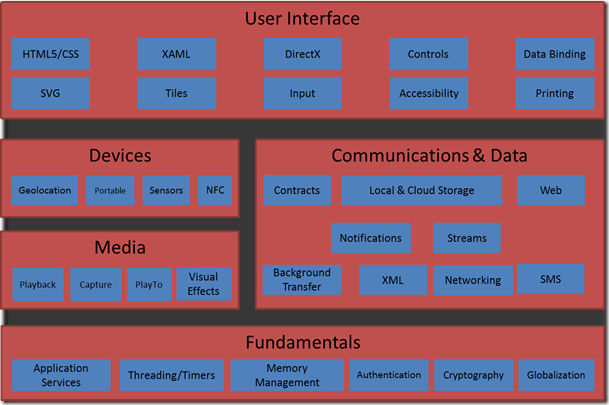 User Interface
HTML5/CSS
XAML
DirectX
Controls
Data Binding
SVG
Tiles
Input
Accessibility
Printing
Devices
Geolocation
Portable
Sensors
NFC
Communications & Data
Contracts
Local & Cloud Storage
Web
Notifications
Streams
Background
Transfer
XML
Networking
SMS
Media
Playback
Capture
PlayTo
Visual
Effects
Fundamentals
Application
Services
Threading/Timers
Memory
Management
Authentication
Cryptography
Globalization